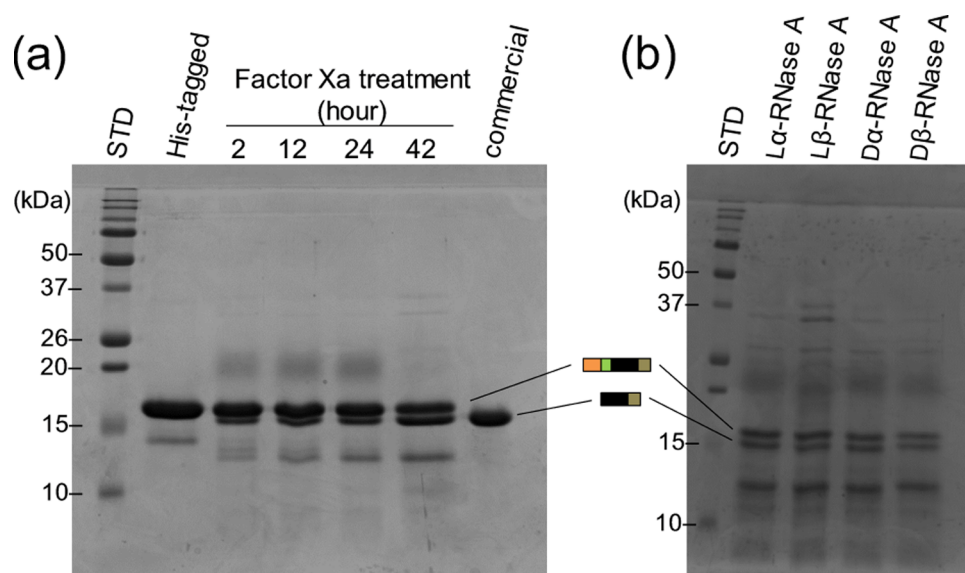 (a)
STD
His-tagged
Factor Xa treatment
(hour)
2 12 24 42
commercial
(kDa)
50
37
26
20
15
10
(b)
STD
Lα-RNase A
Lβ-RNase A
Dα-RNase A
Dβ-RNase A
(kDa)
50
37
15
10